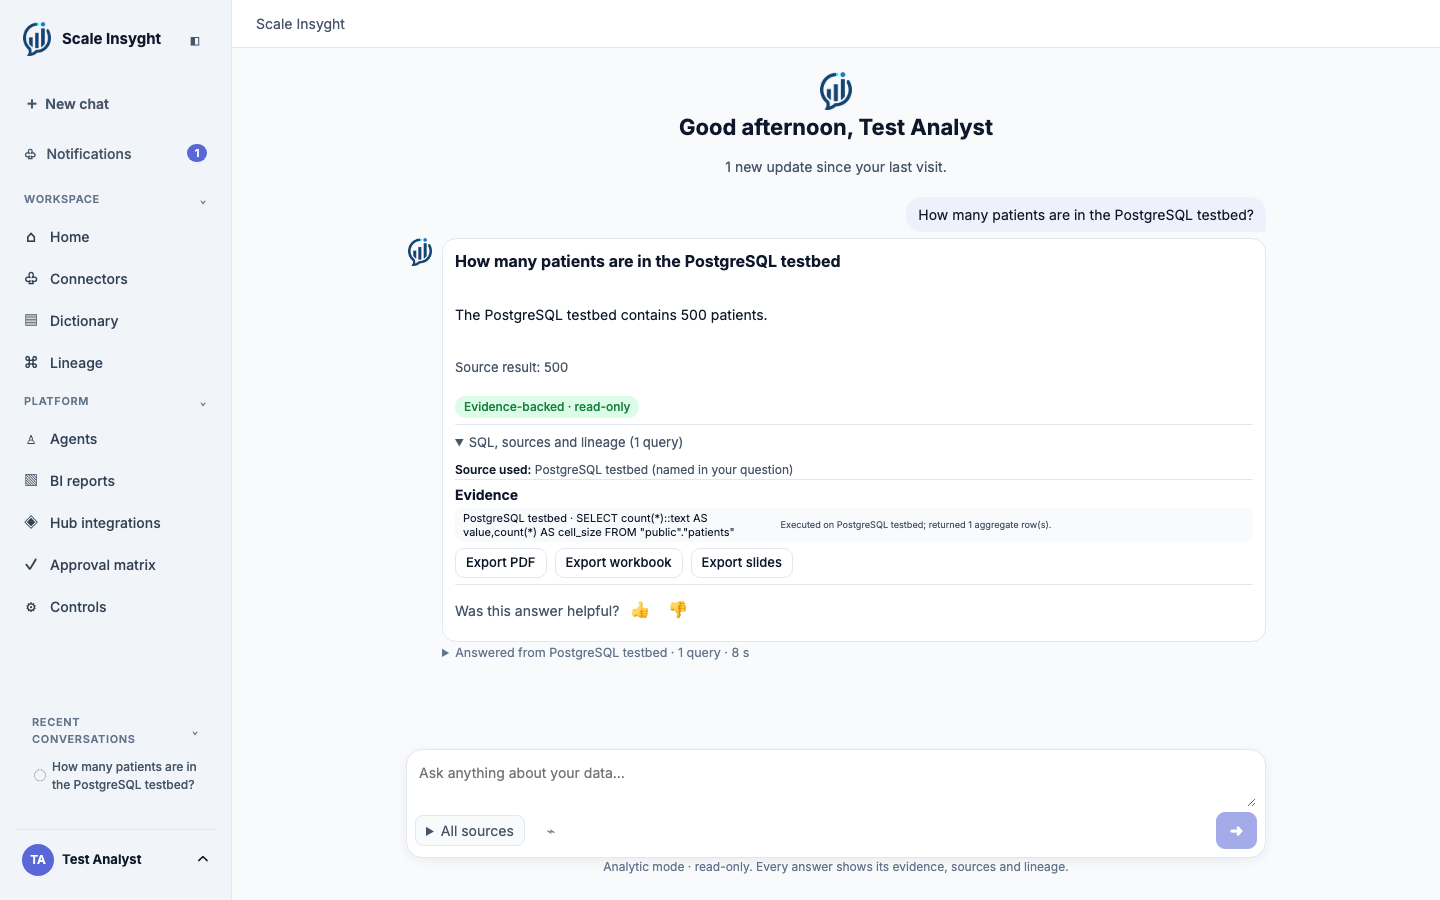 Scale Insyght
New chat
Notifications
1
WORKSPACE
Home
Connectors
Dictionary
Lineage
PLATFORM
Agents
BI reports
Hub integrations
Approval matrix
Controls
RECENT
CONVERSATIONS
How many patients are in
the PostgreSQL testbed?
TA
Test Analyst
Scale Insyght
Good afternoon, Test Analyst
1 new update since your last visit.
How many patients are in the PostgreSQL testbed?
How many patients are in the PostgreSQL testbed
The PostgreSQL testbed contains 500 patients.
Source result: 500
Evidence-backed · read-only
SQL, sources and lineage (1 query)
Source used: PostgreSQL testbed (named in your question)
Evidence
PostgreSQL testbed · SELECT count(*)::text AS
value,count(*) AS cell_size FROM "public"."patients"
Executed on PostgreSQL testbed; returned 1 aggregate row(s).
Export PDF
Export workbook
Export slides
Was this answer helpful?
Answered from PostgreSQL testbed · 1 query · 8 s
Ask anything about your data...
All sources
Analytic mode · read-only. Every answer shows its evidence, sources and lineage.